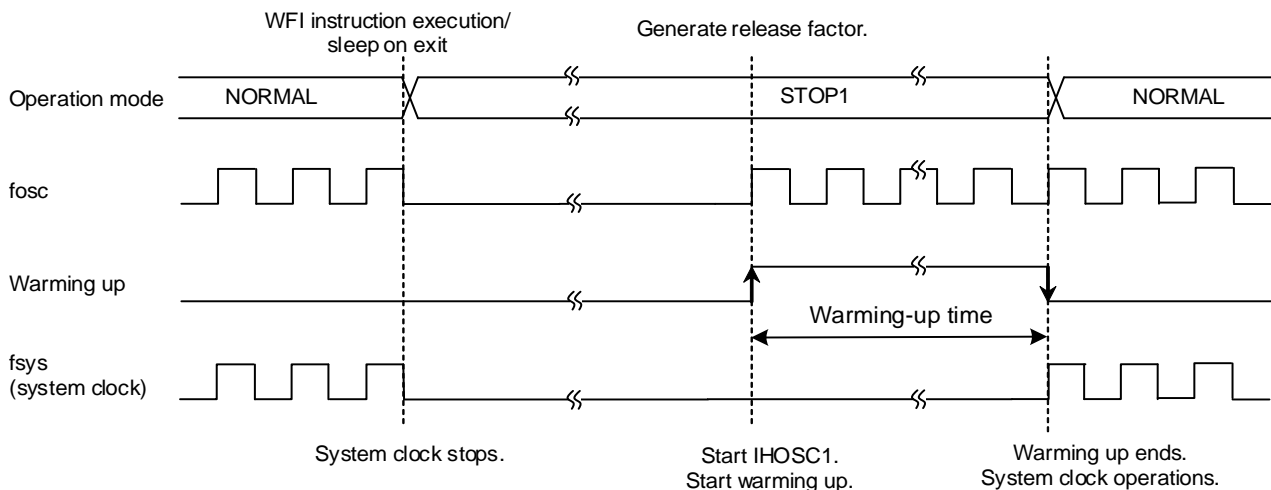 WFI instruction execution/
sleep on exit
Generate release factor.
Operation mode
NORMAL
STOP1
NORMAL
fosc
Warming up
Warming-up time
fsys
(system clock)
System clock stops.
Start IHOSC1.
Start warming up.
Warming up ends.
System clock operations.